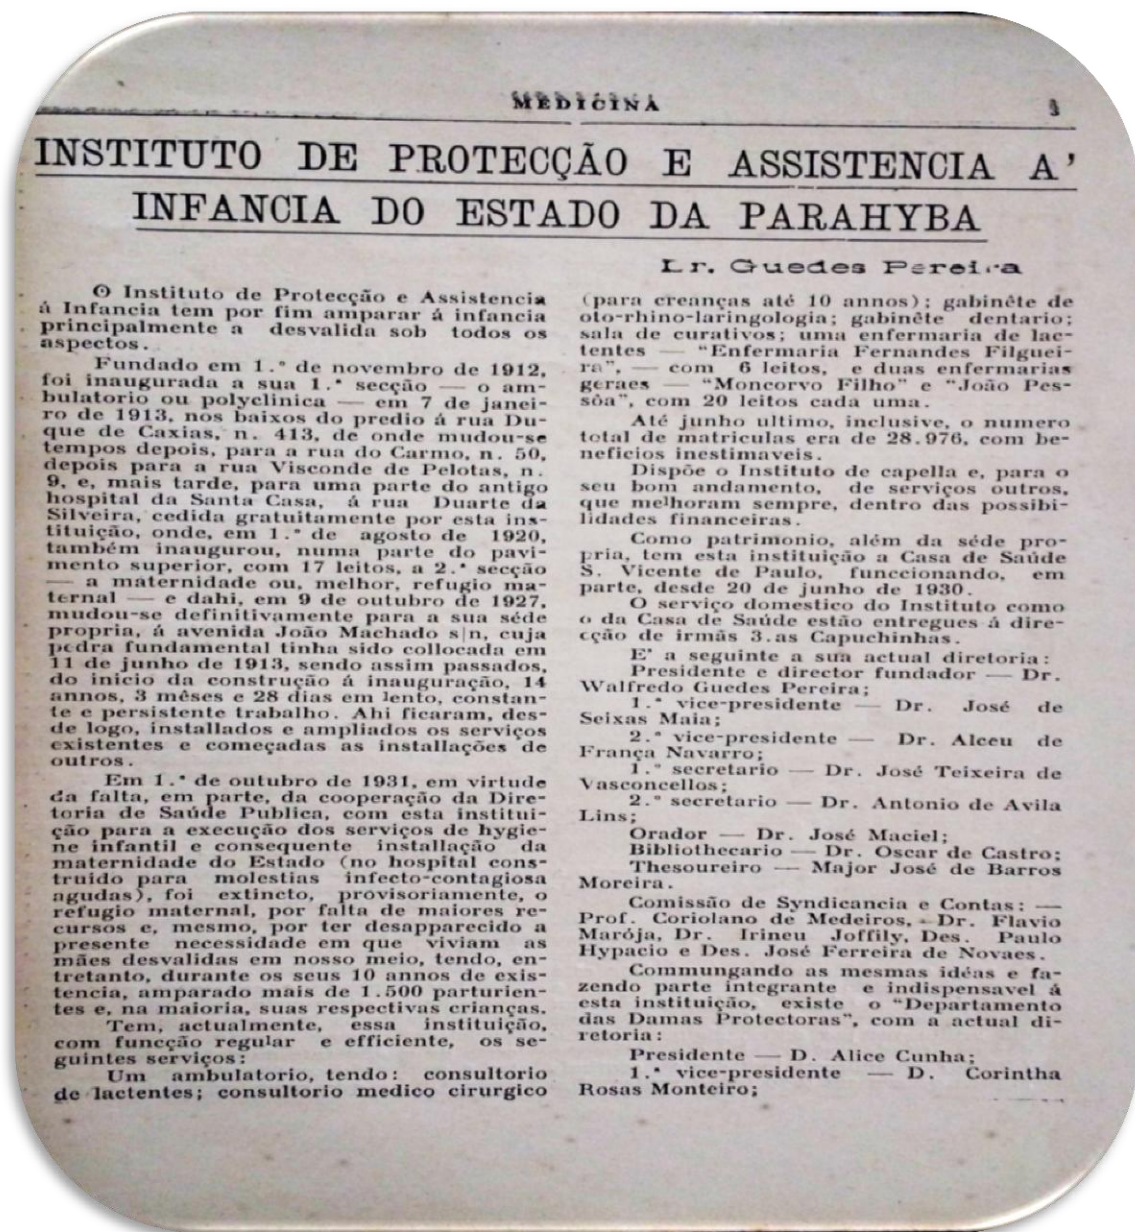 MEDICINA
INSTITUTO DE PROTECÇÃO E ASSISTENCIA A'
INFANCIA DO ESTADO DA PARAHYBA
Dr. Guedes Pereira
O Instituto de Protecção e Assistencia
á Infancia tem por fim amparar á infancia
principalmente a desvalida sob todos os
aspectos.
Fundado em 1.º de novembro de 1912,
foi inaugurada a sua 1.ª secção — o am-
bulatorio ou polyclinica — em 7 de janei-
ro de 1913, nos baixos do predio á rua Du-
que de Caxias, n. 413, de onde mudou-se
tempos depois, para a rua do Carmo, n. 50,
depois para a rua Visconde de Pelotas, n.
9, e, mais tarde, para uma parte do antigo
hospital da Santa Casa, á rua Duarte da
Silveira, cedida gratuitamente por esta ins-
tituição, onde, em 1.º de agosto de 1920,
também inaugurou, numa parte do pavi-
mento superior, com 17 leitos, a 2.ª secção
— a maternidade ou, melhor, refugio ma-
ternal — e dahi, em 9 de outubro de 1927,
mudou-se definitivamente para a sua séde
propria, á avenida João Machado s|n, cuja
pedra fundamental tinha sido collocada em
11 de junho de 1913, sendo assim passados,
do inicio da construcção á inauguração, 14
annos, 3 mêses e 28 dias em lento, constan-
te e persistente trabalho. Ahi ficaram, des-
de logo, installados e ampliados os serviços
existentes e começadas as installações de
outros.
Em 1.º de outubro de 1931, em virtude
da falta, em parte, da cooperação da Dire-
toria de Saúde Publica, com esta institui-
ção para a execução dos serviços de hygie-
ne infantil e consequente installação da
maternidade do Estado (no hospital cons-
truido para molestias infecto-contagiosa
agudas), foi extincto, provisoriamente, o
refugio maternal, por falta de maiores re-
cursos e, mesmo, por ter desapparecido a
presente necessidade em que viviam as
mães desvalidas em nosso meio, tendo, en-
tretanto, durante os seus 10 annos de exis-
tencia, amparado mais de 1.500 parturien-
tes e, na maioria, suas respectivas crianças.
Tem, actualmente, essa instituição,
com funcção regular e efficiente, os se-
guintes serviços:
Um ambulatorio, tendo: consultorio
de lactentes; consultorio medico cirurgico
(para creanças até 10 annos); gabinête de
oto-rhino-laringologia; gabinête dentario;
sala de curativos; uma enfermaria de lac-
tentes — "Enfermaria Fernandes Filguei-
ra", — com 6 leitos, e duas enfermarias
geraes — "Moncorvo Filho" e "João Pes-
sôa", com 20 leitos cada uma.
Até junho ultimo, inclusive, o numero
total de matriculas era de 28.976, com be-
neficios inestimaveis.
Dispõe o Instituto de capella e, para o
seu bom andamento, de serviços outros,
que melhoram sempre, dentro das possibi-
lidades financeiras.
Como patrimonio, além da séde pro-
pria, tem esta instituição a Casa de Saúde
S. Vicente de Paulo, funccionando, em
parte, desde 20 de junho de 1930.
O serviço domestico do Instituto como
o da Casa de Saúde estão entregues á dire-
cção de irmãs 3.as Capuchinhas.
E' a seguinte a sua actual diretoria:
Presidente e director fundador — Dr.
Walfredo Guedes Pereira;
1.º vice-presidente — Dr. José de
Seixas Maia;
2.º vice-presidente — Dr. Alceu de
França Navarro;
1.º secretario — Dr. José Teixeira de
Vasconcellos;
2.º secretario — Dr. Antonio de Avila
Lins;
Orador — Dr. José Maciel;
Bibliothecario — Dr. Oscar de Castro;
Thesoureiro — Major José de Barros
Moreira.
Comissão de Syndicancia e Contas: —
Prof. Coriolano de Medeiros, Dr. Flavio
Marója, Dr. Irineu Joffily, Des. Paulo
Hypacio e Des. José Ferreira de Novaes.
Commungando as mesmas idéas e fa-
zendo parte integrante e indispensavel á
esta instituição, existe o "Departamento
das Damas Protectoras", com a actual di-
retoria:
Presidente — D. Alice Cunha;
1.ª vice-presidente — D. Corintha
Rosas Monteiro;